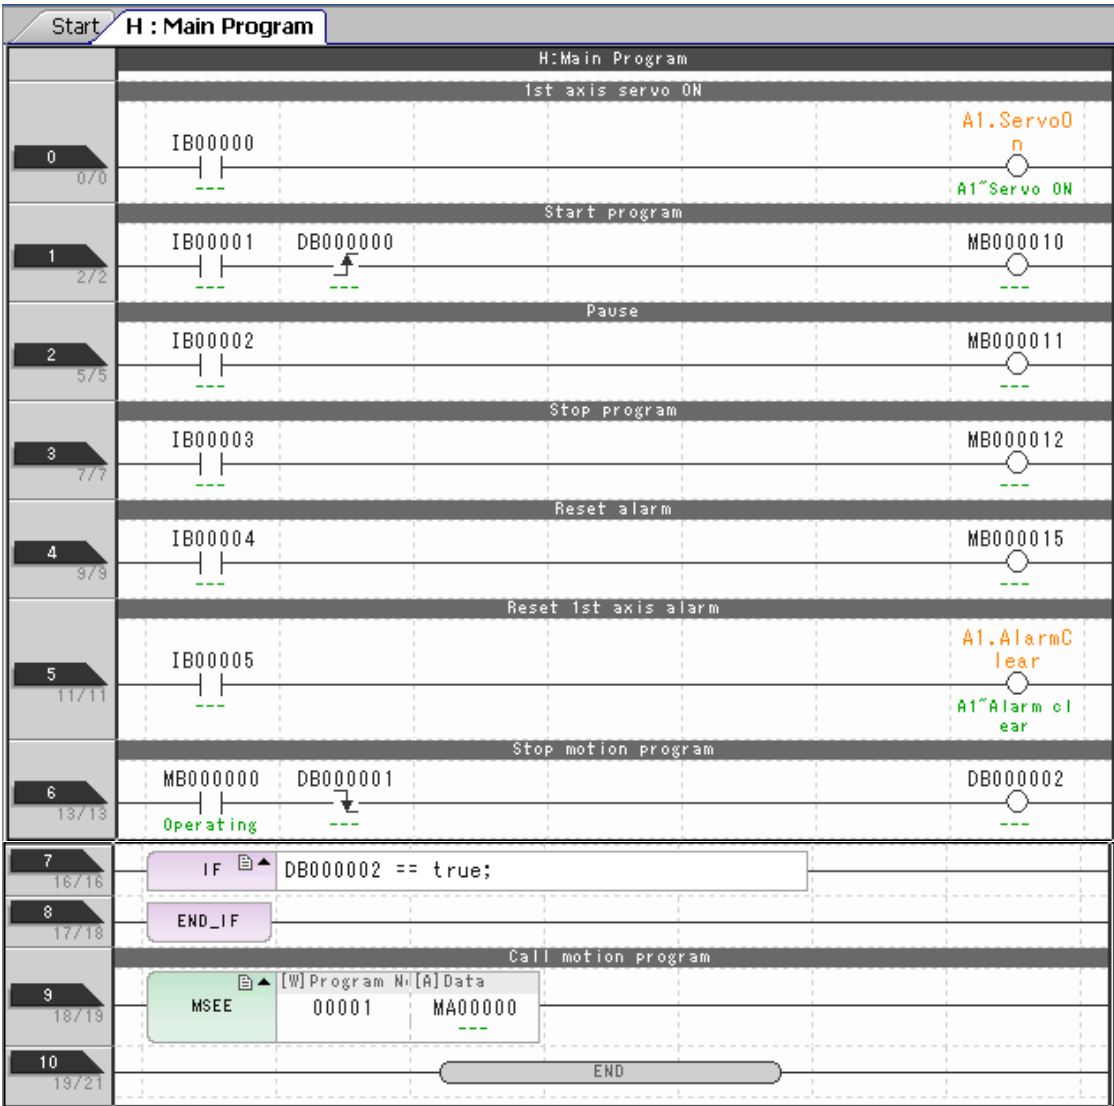 Start H : Main Program
H:Main Program
1st axis servo ON
A1.ServoO
n
IB00000
0
0/0
---
A1~Servo ON
Start program
IB00001 DB000000 MB000010
1
2/2
--- --- ---
Pause
IB00002 MB000011
2
5/5
--- ---
Stop program
IB00003 MB000012
3
7/7
--- ---
Reset alarm
IB00004 MB000015
4
9/9
--- ---
Reset 1st axis alarm
A1.AlarmC
lear
IB00005
5
11/11
---
A1~Alarm cl
ear
Stop motion program
MB000000 DB000001 DB000002
6
13/13
Operating --- ---
7
16/16
IF DB000002 == true;
8
17/18
END_IF
Call motion program
[W]Program N [A]Data
9
18/19
MSEE 00001 MA00000
---
10
19/21
END